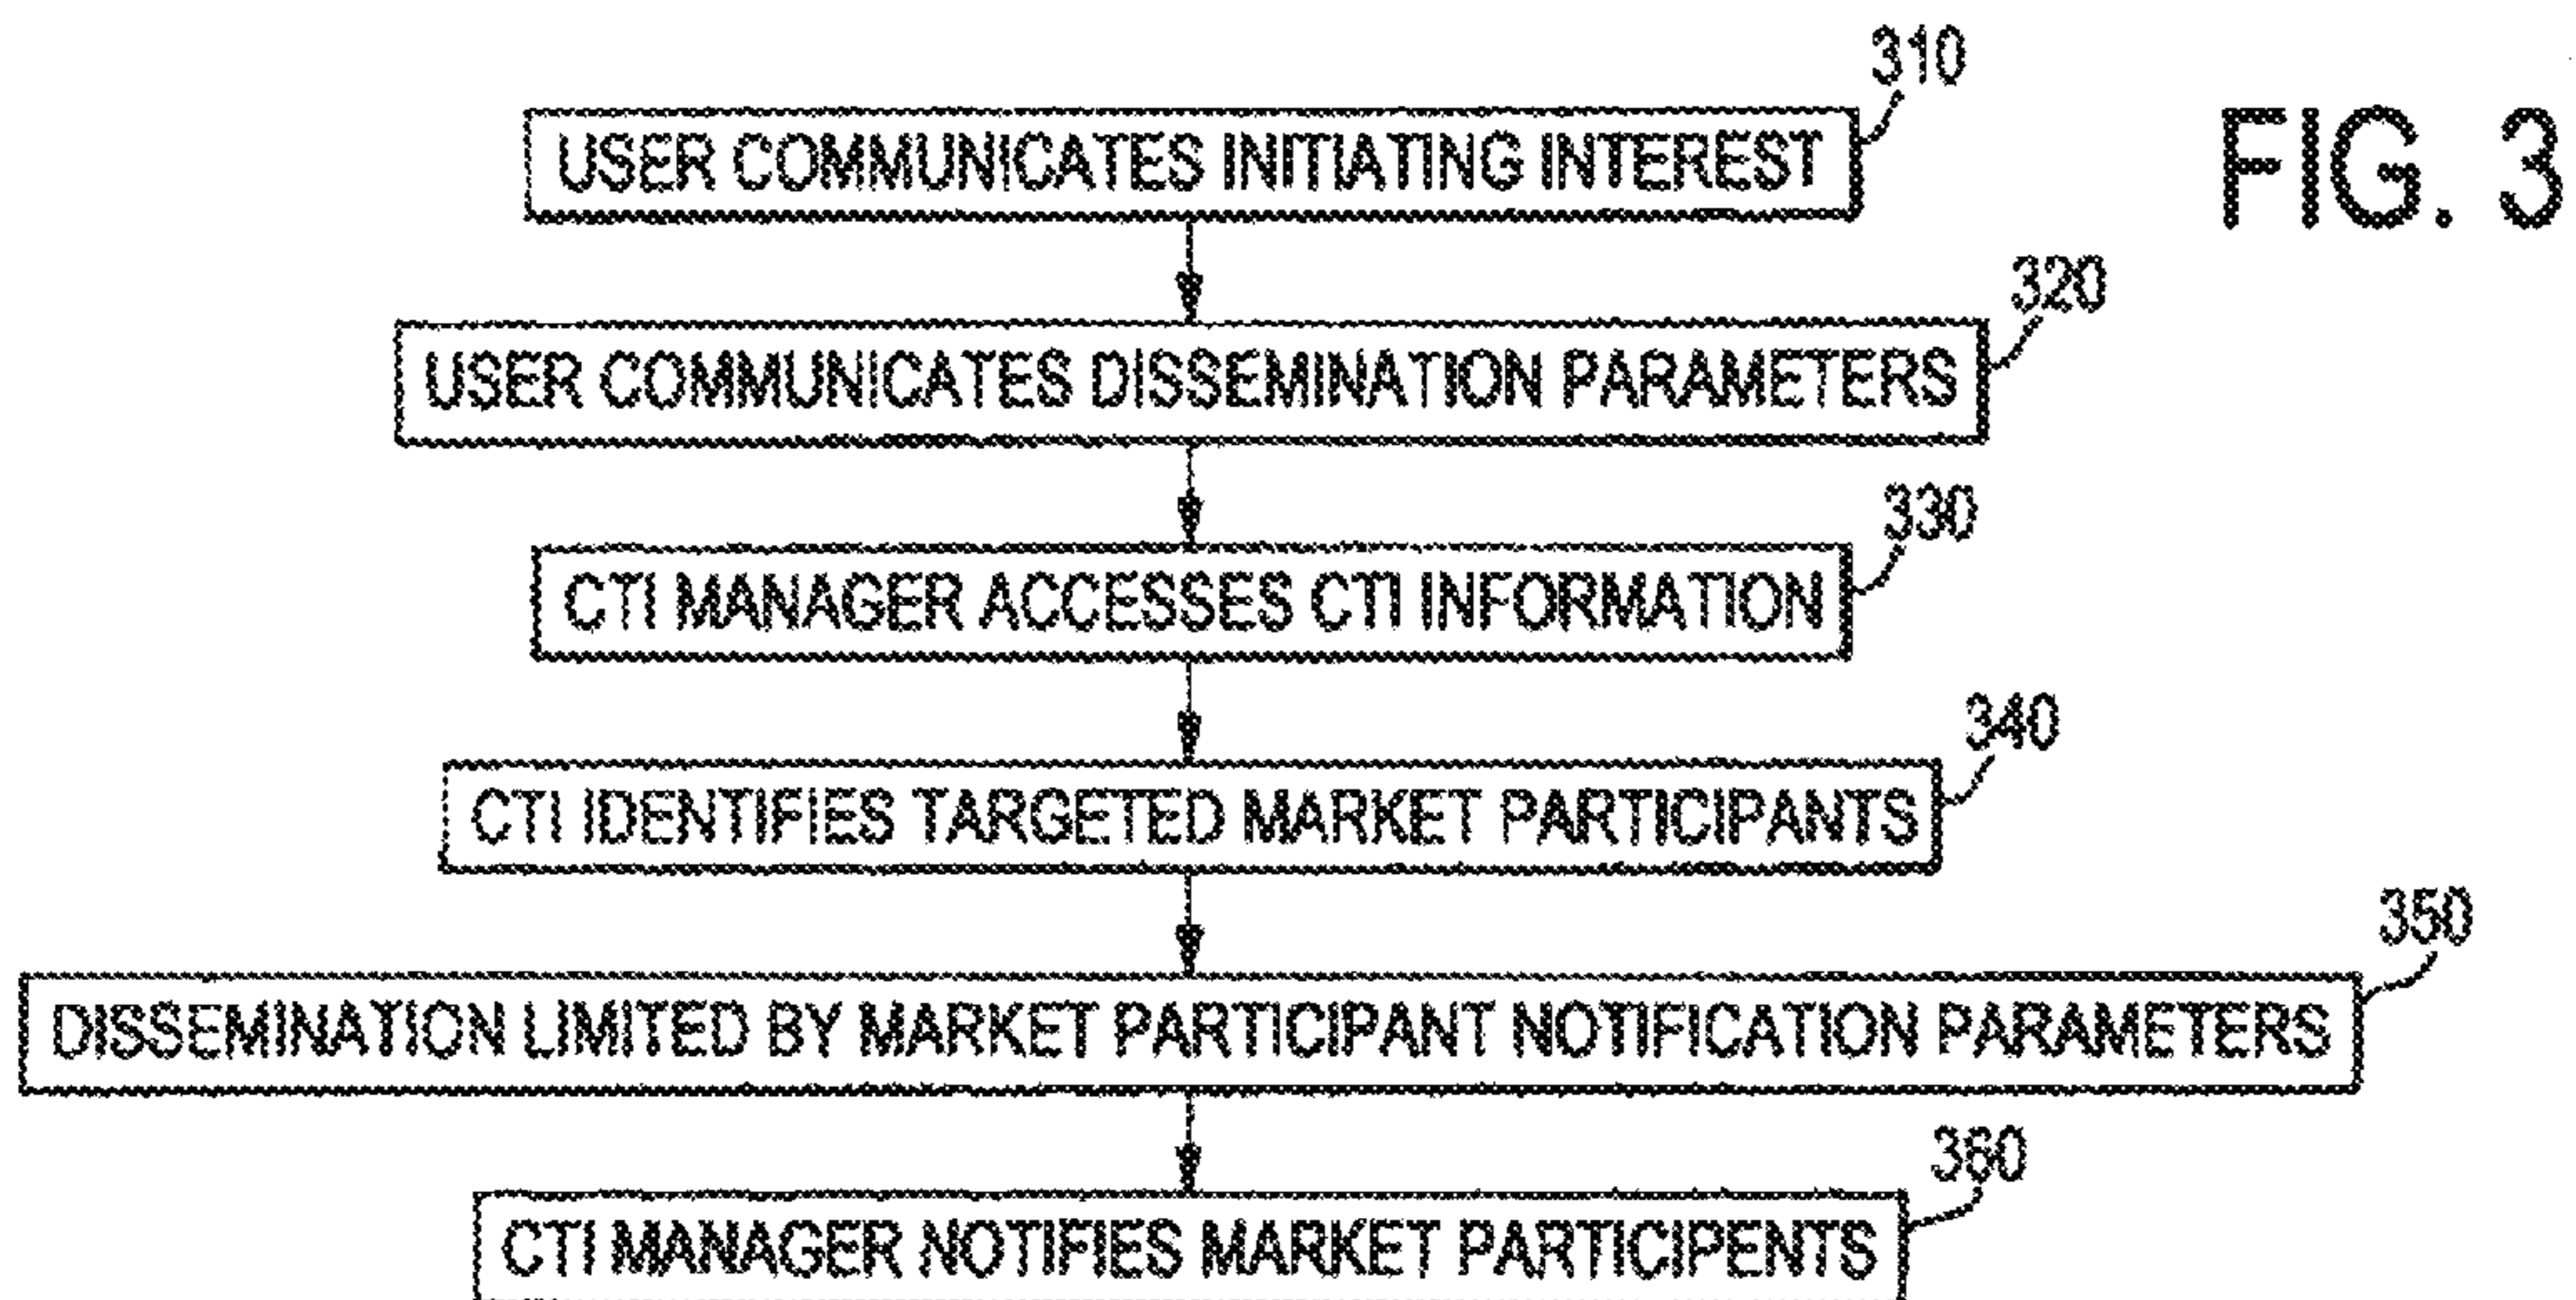 310
FIG. 3
USER COMMUNICATES INITIATING INTEREST
320
USER COMMUNICATES DISSEMINATION PARAMETERS
330
CTI MANAGER ACCESSES CTI INFORMATION
340
CTI IDENTIFIES TARGETED MARKET PARTICIPANTS
350
DISSEMINATION LIMITED BY MARKET PARTICIPANT NOTIFICATION PARAMETERS
360
CTI MANAGER NOTIFIES MARKET PARTICIPENTS